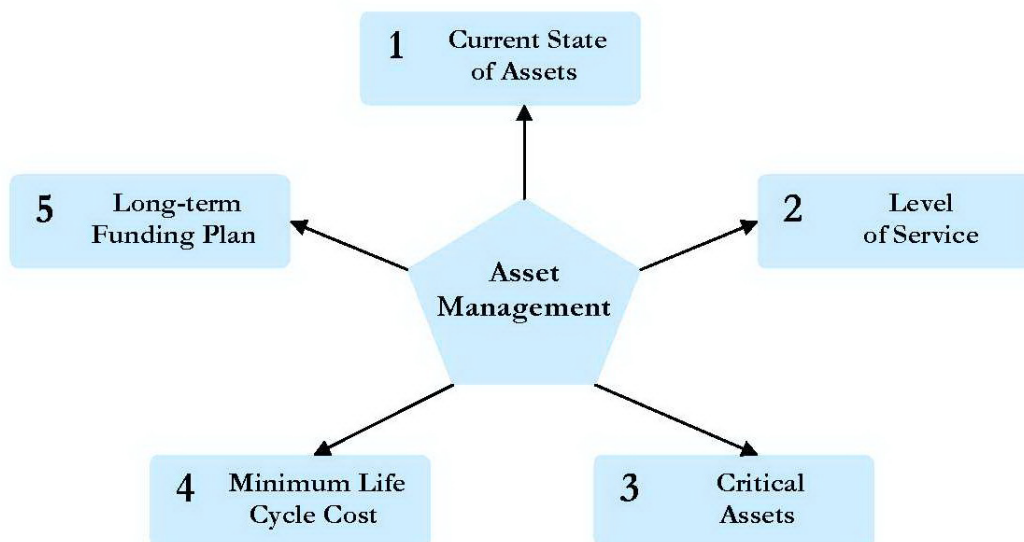 1 Current State
of Assets
5 Long-term
Funding Plan
2 Level
of Service
Asset
Management
4 Minimum Life
Cycle Cost
3 Critical
Assets